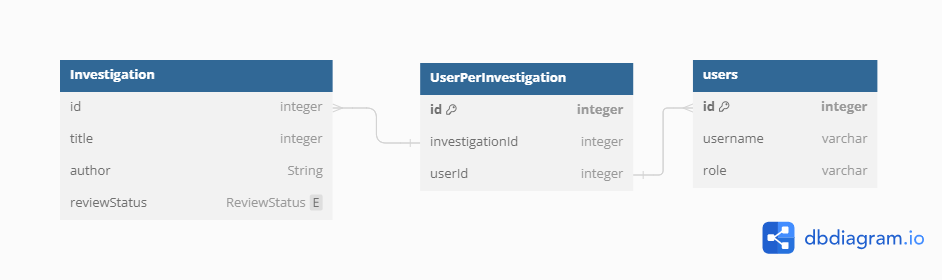 Investigation
id integer
title integer
author String
reviewStatus ReviewStatus E
UserPerInvestigation
id integer
investigationId integer
userId integer
users
id integer
username varchar
role varchar
dbdiagram.io